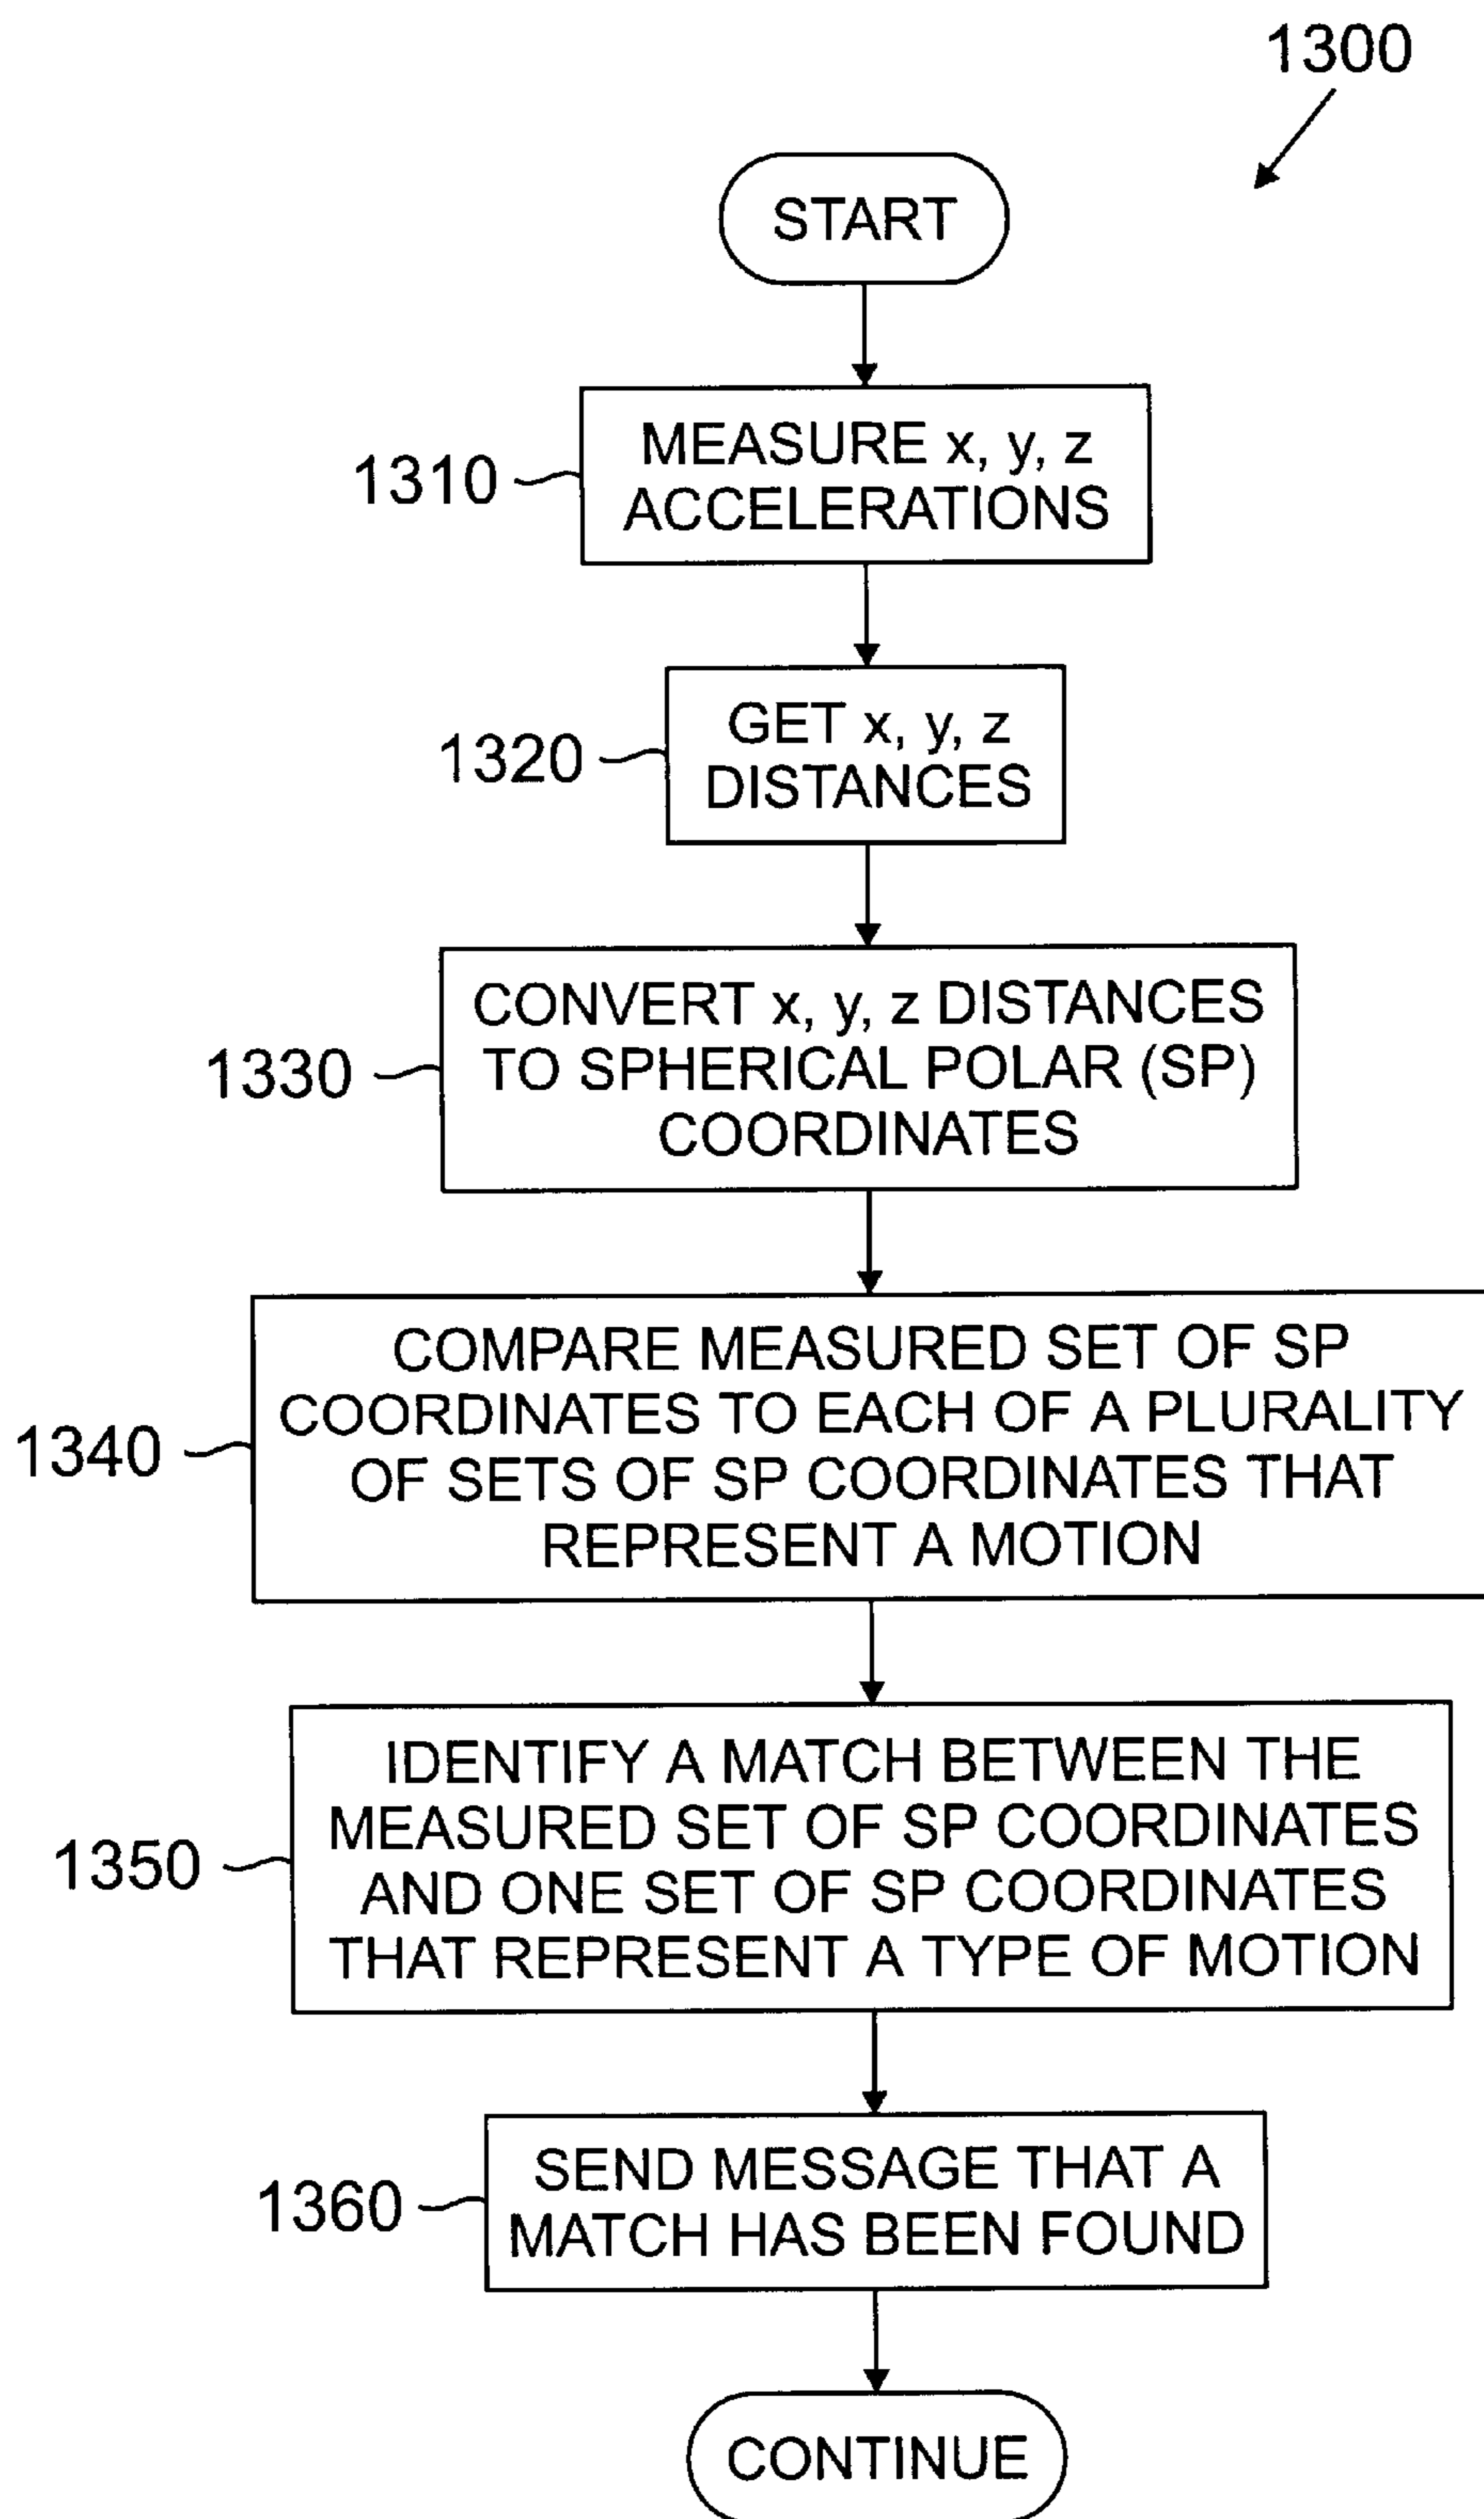 1300
START
1310
MEASURE x, y, z
ACCELERATIONS
1320
GET x, y, z
DISTANCES
1330
CONVERT x, y, z DISTANCES
TO SPHERICAL POLAR (SP)
COORDINATES
1340
COMPARE MEASURED SET OF SP
COORDINATES TO EACH OF A PLURALITY
OF SETS OF SP COORDINATES THAT
REPRESENT A MOTION
1350
IDENTIFY A MATCH BETWEEN THE
MEASURED SET OF SP COORDINATES
AND ONE SET OF SP COORDINATES
THAT REPRESENT A TYPE OF MOTION
1360
SEND MESSAGE THAT A
MATCH HAS BEEN FOUND
CONTINUE